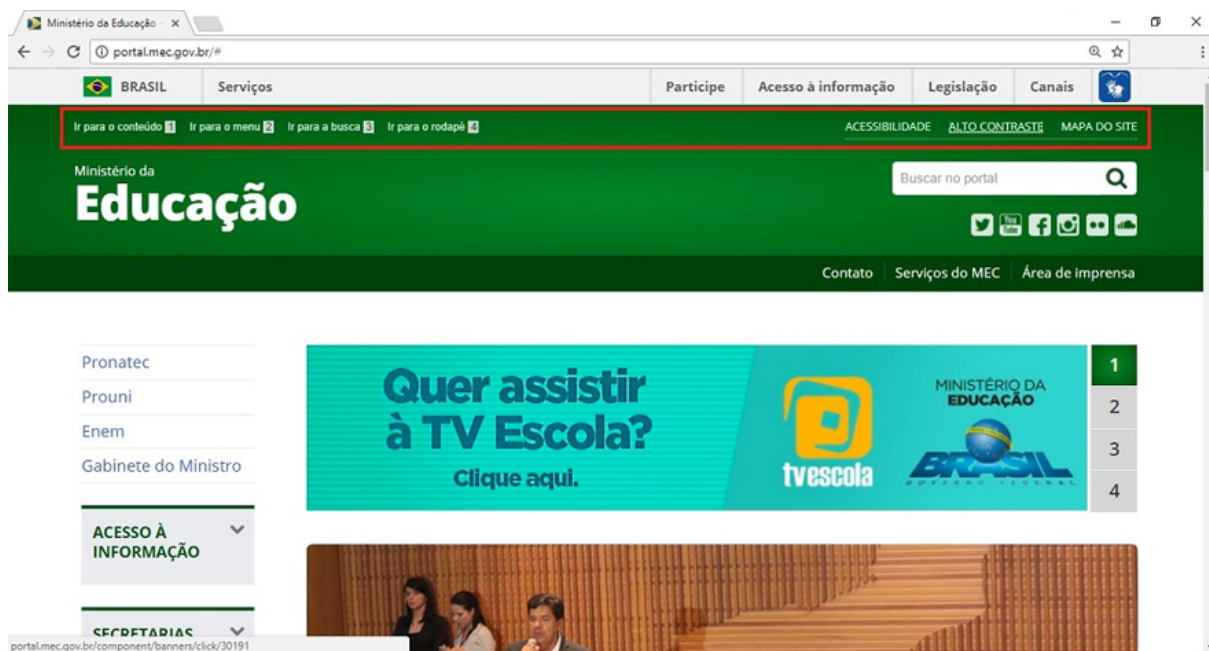 Ministério da Educação -
portal.mec.gov.br/#
BRASIL Serviços Participe Acesso à informação Legislação Canais
Ir para o conteúdo 1 Ir para o menu 2 Ir para a busca 3 Ir para o rodapé 4 ACESSIBILIDADE ALTO CONTRASTE MAPA DO SITE
Ministério da
Educação
Buscar no portal
You Tube
Contato Serviços do MEC Área de imprensa
Pronatec
Prouni
Enem
Gabinete do Ministro
ACESSO À
INFORMAÇÃO
SECRETARIAS
Quer assistir
à TV Escola?
Clique aqui.
tvescola
MINISTÉRIO DA
EDUCAÇÃO
BRASIL
GOVERNO FEDERAL
1
2
3
4
portal.mec.gov.br/component/banners/click/30191